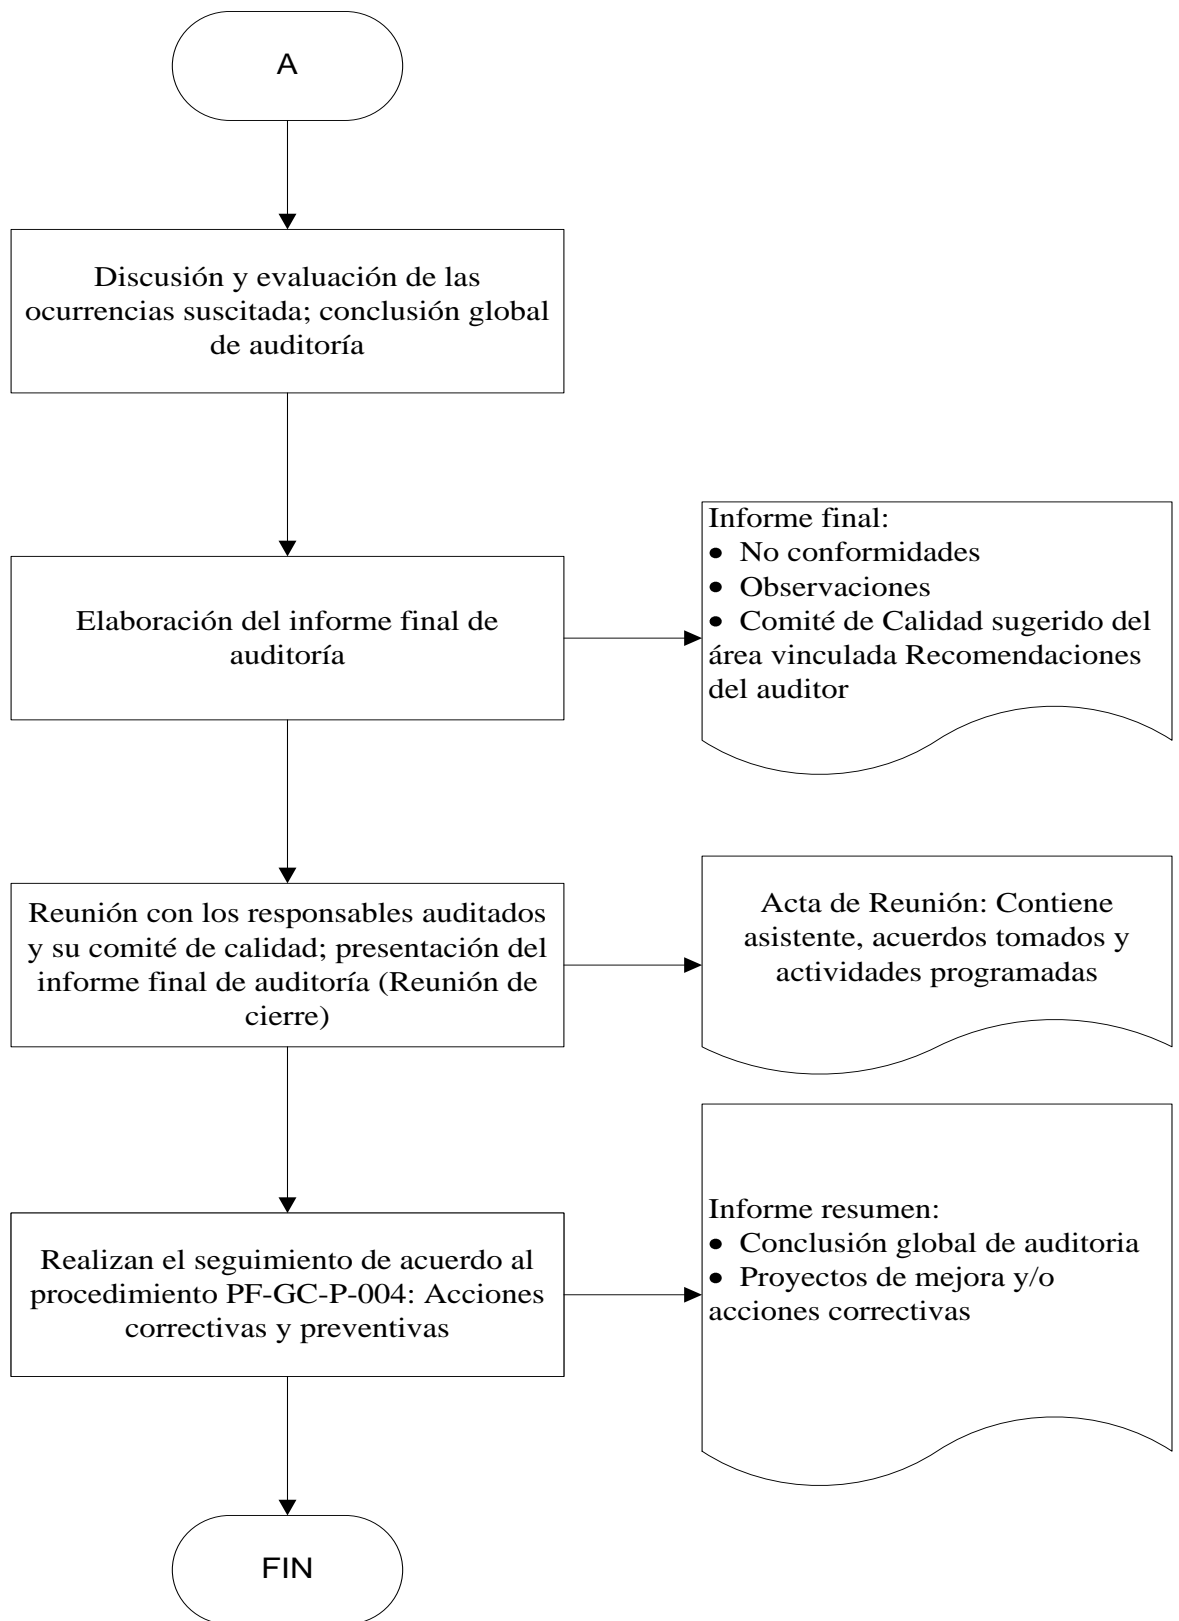 A
Discusión y evaluación de las
ocurrencias suscitada; conclusión global
de auditoría
Elaboración del informe final de
auditoría
Informe final:
• No conformidades
• Observaciones
• Comité de Calidad sugerido del
área vinculada Recomendaciones
del auditor
Reunión con los responsables auditados
y su comité de calidad; presentación del
informe final de auditoría (Reunión de
cierre)
Acta de Reunión: Contiene
asistente, acuerdos tomados y
actividades programadas
Realizan el seguimiento de acuerdo al
procedimiento PF-GC-P-004: Acciones
correctivas y preventivas
Informe resumen:
• Conclusión global de auditoria
• Proyectos de mejora y/o
acciones correctivas
FIN